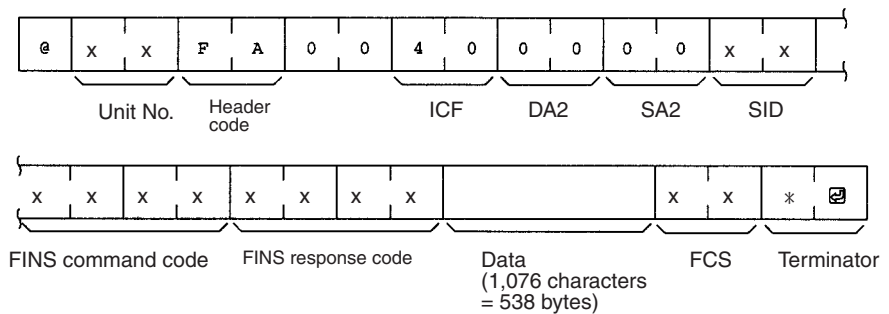 @ x x F A 0 0 4 0 0 0 0 0 x x
Unit No. Header code ICF DA2 SA2 SID
x x x x x x x x x x * ↵
FINS command code FINS response code Data (1,076 characters = 538 bytes) FCS Terminator